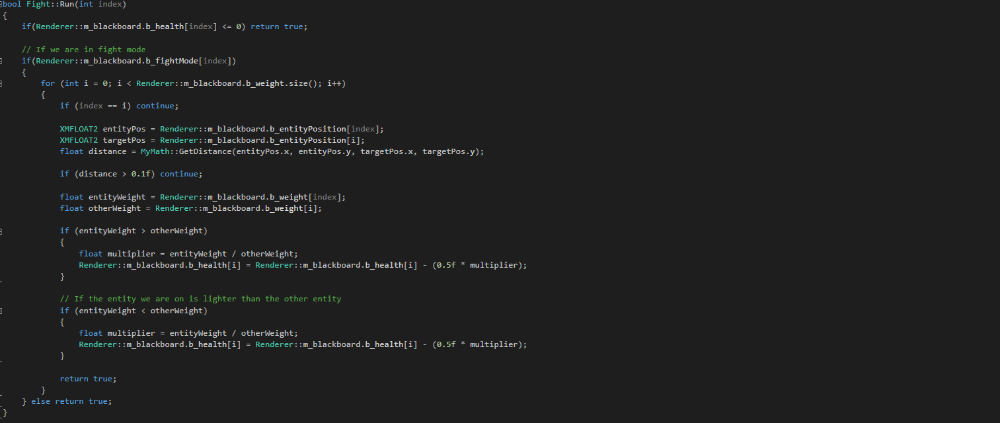 bool Fight::Run(int index)
{
    if(Renderer::m_blackboard.b_health[index] <= 0) return true;

    // If we are in fight mode
    if(Renderer::m_blackboard.b_fightMode[index])
    {
        for (int i = 0; i < Renderer::m_blackboard.b_weight.size(); i++)
        {
            if (index == i) continue;

            XMFLOAT2 entityPos = Renderer::m_blackboard.b_entityPosition[index];
            XMFLOAT2 targetPos = Renderer::m_blackboard.b_entityPosition[i];
            float distance = MyMath::GetDistance(entityPos.x, entityPos.y, targetPos.x, targetPos.y);

            if (distance > 0.1f) continue;

            float entityWeight = Renderer::m_blackboard.b_weight[index];
            float otherWeight = Renderer::m_blackboard.b_weight[i];

            if (entityWeight > otherWeight)
            {
                float multiplier = entityWeight / otherWeight;
                Renderer::m_blackboard.b_health[i] = Renderer::m_blackboard.b_health[i] - (0.5f * multiplier);
            }

            // If the entity we are on is lighter than the other entity
            if (entityWeight < otherWeight)
            {
                float multiplier = entityWeight / otherWeight;
                Renderer::m_blackboard.b_health[i] = Renderer::m_blackboard.b_health[i] - (0.5f * multiplier);
            }

            return true;
        }
    } else return true;
}